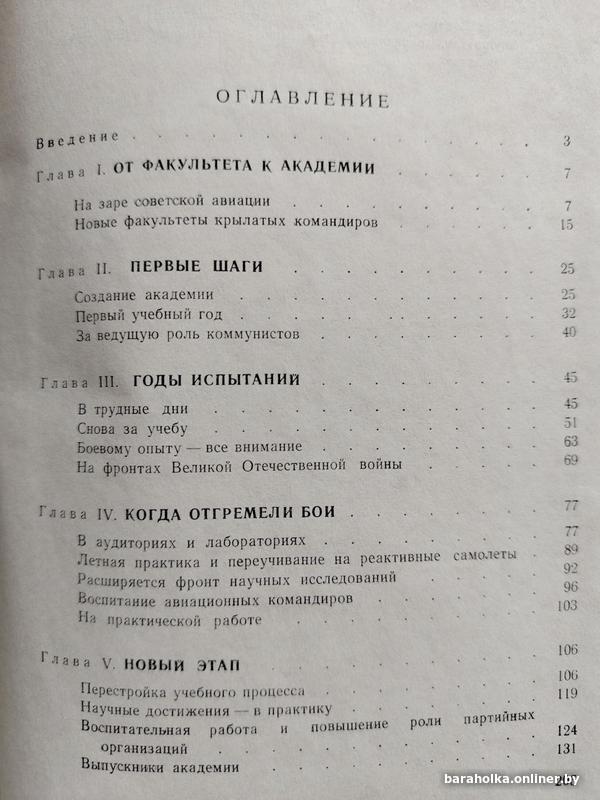 ОГЛАВЛЕНИЕ
Введение . . . . . . . . . . . . 3
Глава I. ОТ ФАКУЛЬТЕТА К АКАДЕМИИ . . . . . 7
На заре советской авиации . . . . . . . 7
Новые факультеты крылатых командиров . . . . 15
Глава II. ПЕРВЫЕ ШАГИ . . . . . . . . 25
Создание академии . . . . . . . . . 25
Первый учебный год . . . . . . . . . 32
За ведущую роль коммунистов . . . . . . 40
Глава III. ГОДЫ ИСПЫТАНИЙ . . . . . . . 45
В трудные дни . . . . . . . . . . 45
Снова за учебу . . . . . . . . . . 51
Боевому опыту — все внимание . . . . . . 63
На фронтах Великой Отечественной войны . . . . 69
Глава IV. КОГДА ОТГРЕМЕЛИ БОИ . . . . . . 77
В аудиториях и лабораториях . . . . . . 77
Летная практика и переучивание на реактивные самолеты . 89
Расширяется фронт научных исследований . . . . 92
Воспитание авиационных командиров . . . . . 96
На практической работе . . . . . . . . 103
Глава V. НОВЫЙ ЭТАП . . . . . . . . . 106
Перестройка учебного процесса . . . . . . 106
Научные достижения — в практику . . . . . 119
Воспитательная работа и повышение роли партийных
организаций . . . . . . . . . . . 124
Выпускники академии . . . . . . . . . 131
baraholka.onliner.by